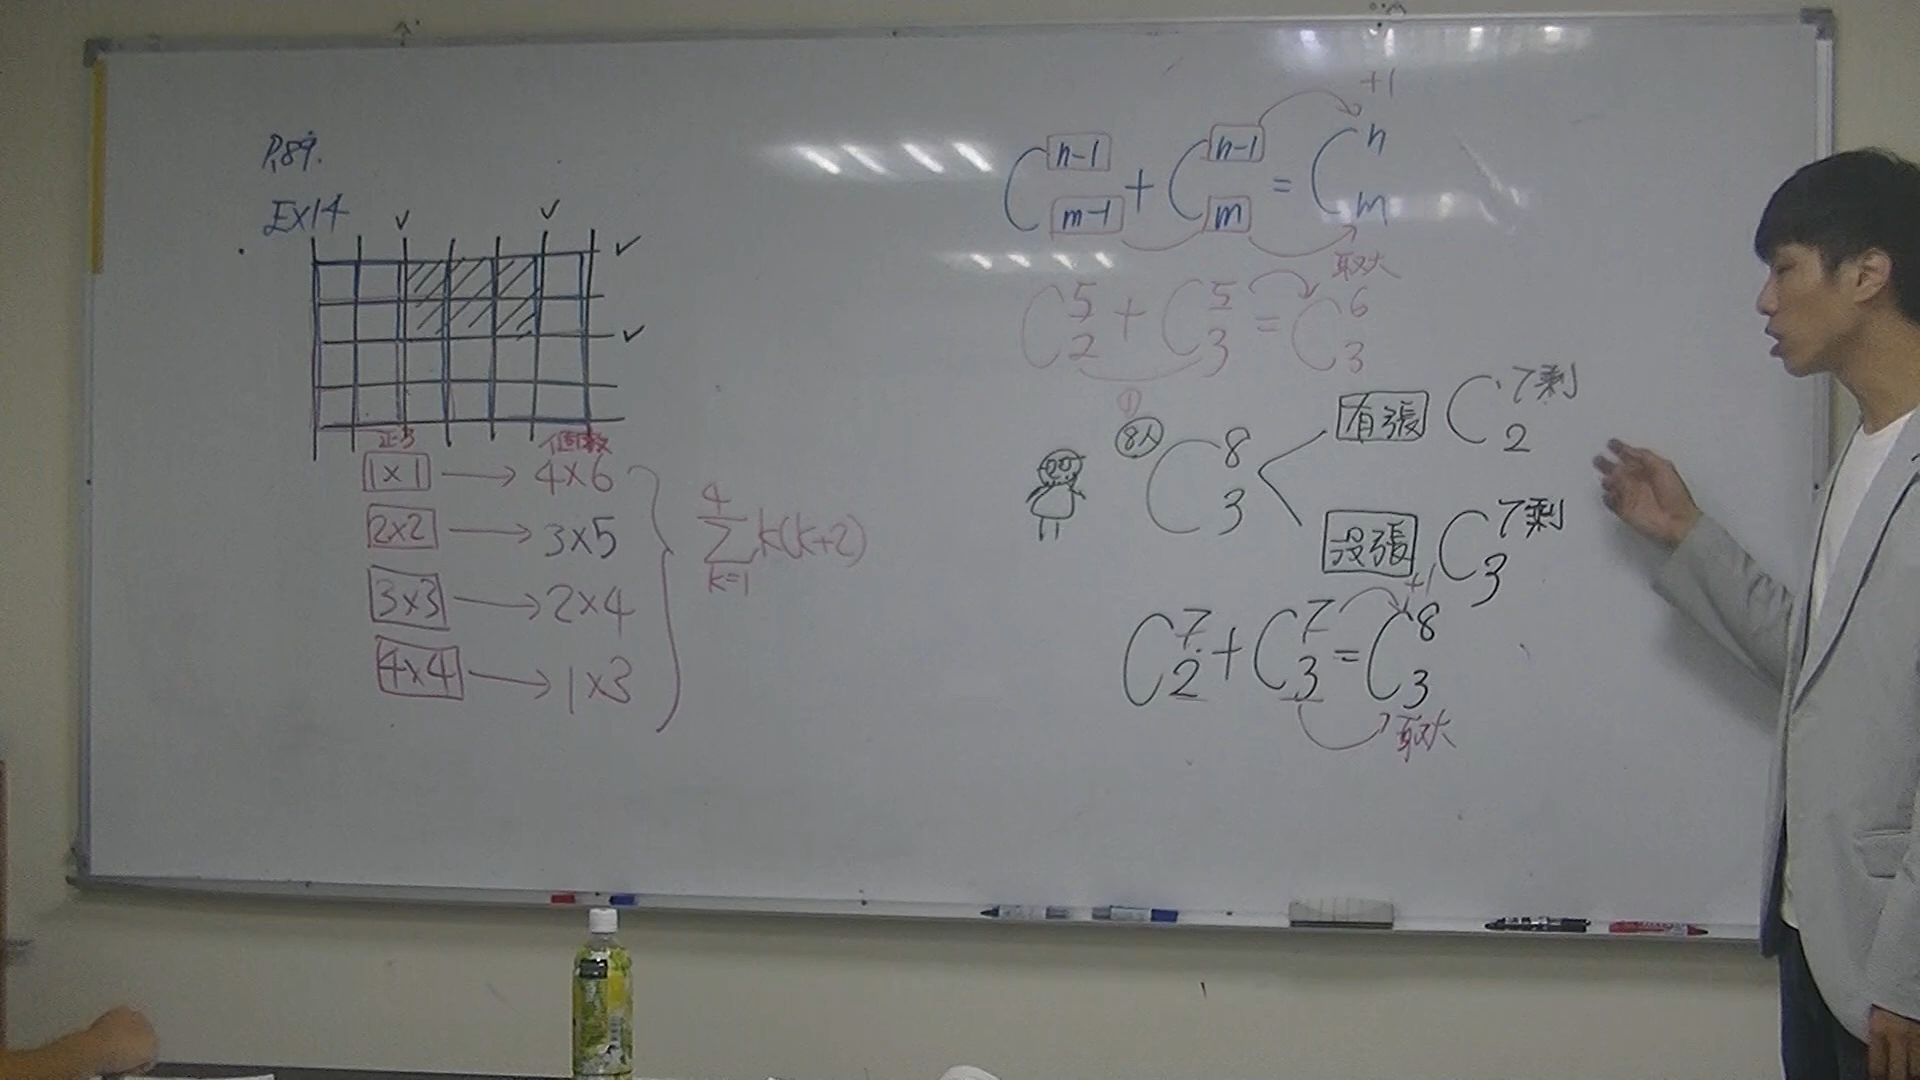 P.89.
EX14
正方 個數
1×1 → 4×6
2×2 → 3×5
3×3 → 2×4
4×4 → 1×3
4
∑ k(k+2)
k=1
+1
C n-1 m-1 + C n-1 m = C n m
取大
C 5 2 + C 5 3 = C 6 3
①
8人 C 8 3
有張 C 7剩 2
沒張 C 7剩 3
+1
C 7 2 + C 7 3 = C 8 3
取大